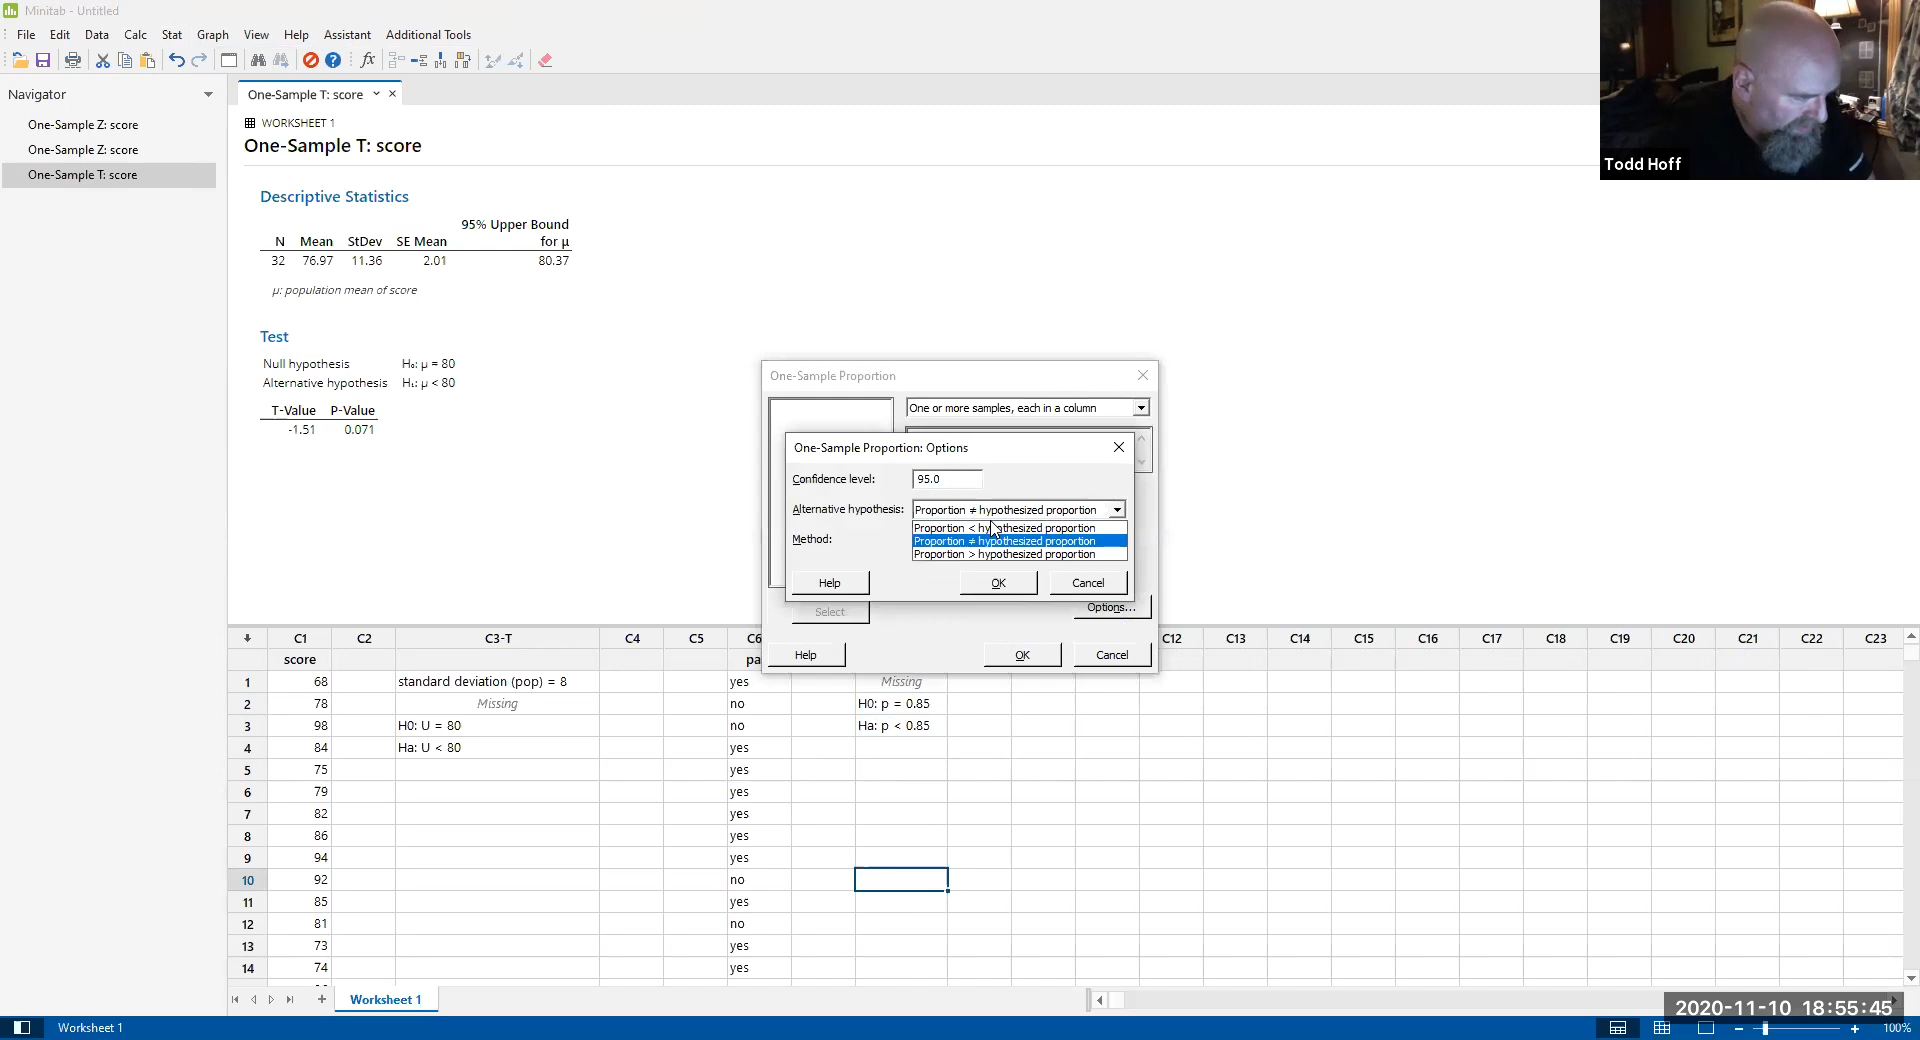 Minitab - Untitled
File Edit Data Calc Stat Graph View Help Assistant Additional Tools
Navigator
One-Sample Z: score
One-Sample Z: score
One-Sample T: score
One-Sample T: score
WORKSHEET 1
One-Sample T: score
Descriptive Statistics
95% Upper Bound
N Mean StDev SE Mean for μ
32 76.97 11.36 2.01 80.37
μ: population mean of score
Test
Null hypothesis H₀: μ = 80
Alternative hypothesis H₁: μ < 80
T-Value P-Value
-1.51 0.071
Todd Hoff
One-Sample Proportion
One or more samples, each in a column
One-Sample Proportion: Options
Confidence level: 95.0
Alternative hypothesis: Proportion ≠ hypothesized proportion
Proportion < hypothesized proportion
Method: Proportion ≠ hypothesized proportion
Proportion > hypothesized proportion
Help OK Cancel
Select Options...
Help OK Cancel
C1 C2 C3-T C4 C5 C6 C12 C13 C14 C15 C16 C17 C18 C19 C20 C21 C22 C23
score pa
1 68 standard deviation (pop) = 8 yes Missing
2 78 Missing no H0: p = 0.85
3 98 H0: U = 80 no Ha: p < 0.85
4 84 Ha: U < 80 yes
5 75 yes
6 79 yes
7 82 yes
8 86 yes
9 94 yes
10 92 no
11 85 yes
12 81 no
13 73 yes
14 74 yes
Worksheet 1
2020-11-10 18:55:45
Worksheet 1 100%